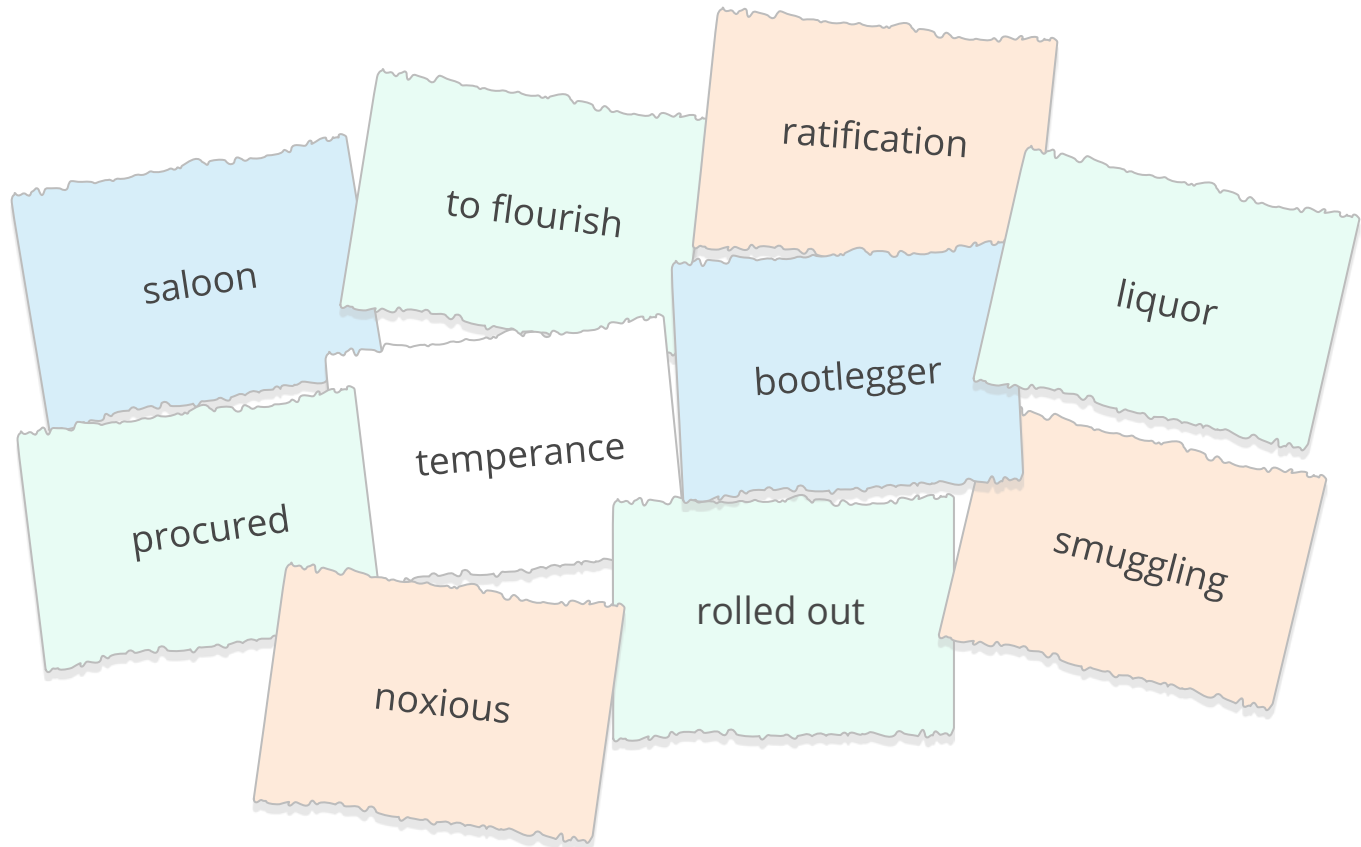 ratification
to flourish
saloon
liquor
bootlegger
temperance
procured
smuggling
rolled out
noxious